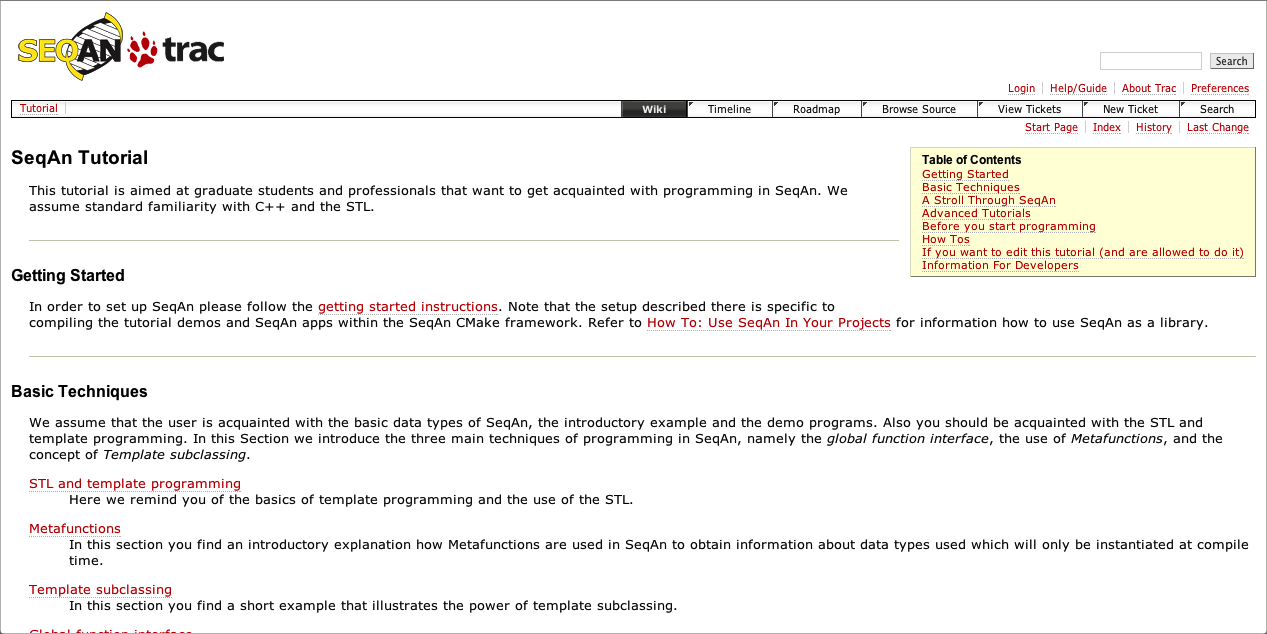 SEQAN trac
Search
Login Help/Guide About Trac Preferences
Tutorial Wiki Timeline Roadmap Browse Source View Tickets New Ticket Search
Start Page Index History Last Change
SeqAn Tutorial
This tutorial is aimed at graduate students and professionals that want to get acquainted with programming in SeqAn. We
assume standard familiarity with C++ and the STL.
Table of Contents
Getting Started
Basic Techniques
A Stroll Through SeqAn
Advanced Tutorials
Before you start programming
How Tos
If you want to edit this tutorial (and are allowed to do it)
Information For Developers
Getting Started
In order to set up SeqAn please follow the getting started instructions. Note that the setup described there is specific to
compiling the tutorial demos and SeqAn apps within the SeqAn CMake framework. Refer to How To: Use SeqAn In Your Projects for information how to use SeqAn as a library.
Basic Techniques
We assume that the user is acquainted with the basic data types of SeqAn, the introductory example and the demo programs. Also you should be acquainted with the STL and
template programming. In this Section we introduce the three main techniques of programming in SeqAn, namely the global function interface, the use of Metafunctions, and the
concept of Template subclassing.
STL and template programming
Here we remind you of the basics of template programming and the use of the STL.
Metafunctions
In this section you find an introductory explanation how Metafunctions are used in SeqAn to obtain information about data types used which will only be instantiated at compile
time.
Template subclassing
In this section you find a short example that illustrates the power of template subclassing.
Global function interface